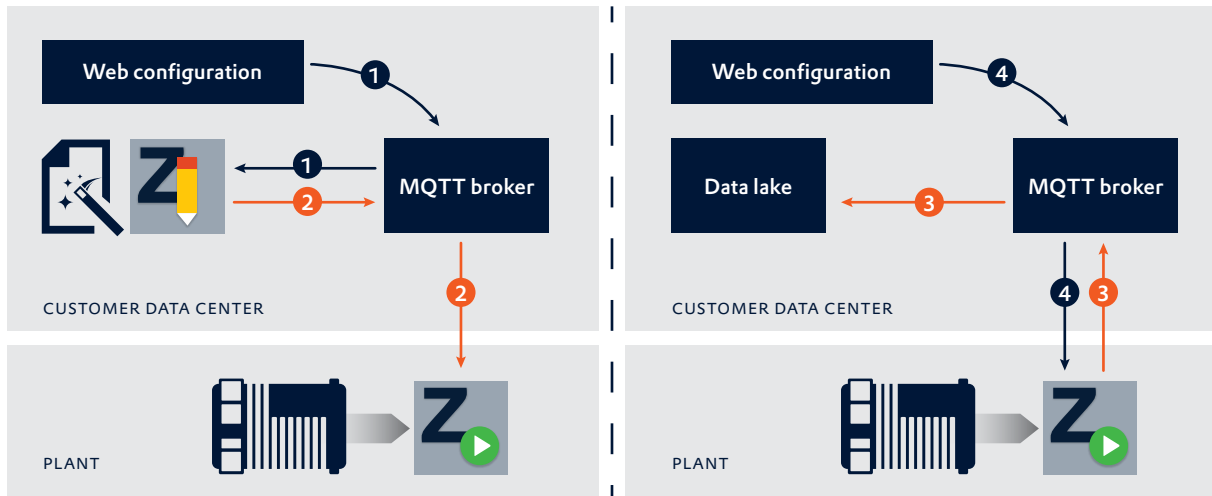 Web configuration
1
1
2
MQTT broker
2
CUSTOMER DATA CENTER
Z
Z
PLANT
Web configuration
4
Data lake
3
MQTT broker
4
3
CUSTOMER DATA CENTER
Z
PLANT